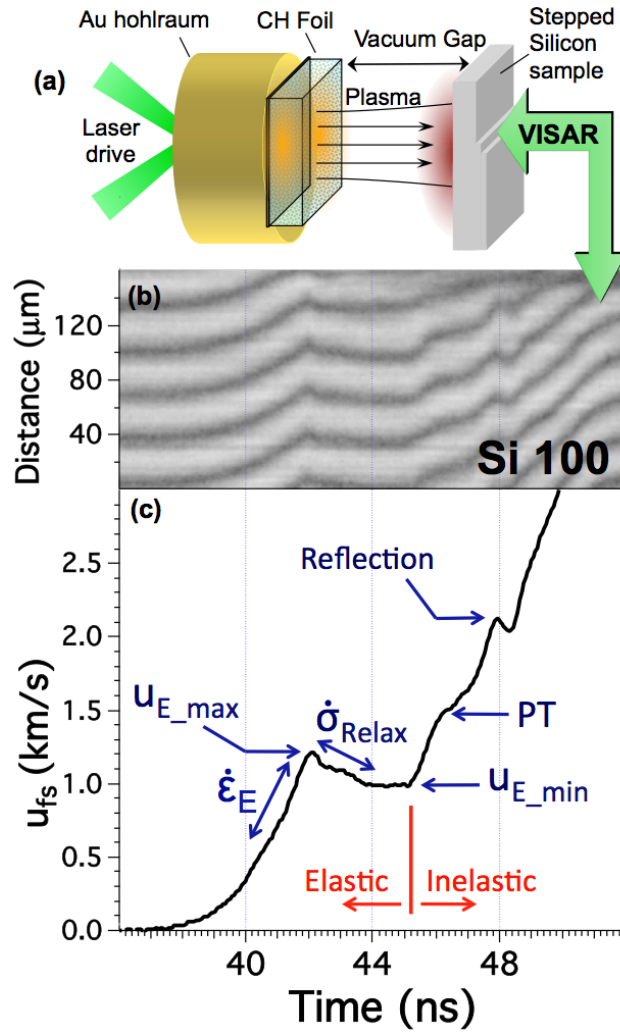 Au hohlraum
CH Foil
Stepped
Silicon
sample
Vacuum Gap
(a)
Plasma
Laser
drive
VISAR
(b)
Distance (μm)
120
80
40
Si 100
(c)
Reflection
2.5
2.0
u_E_max
σ̇_Relax
PT
1.5
u_fs (km/s)
ε̇_E
1.0
u_E_min
0.5
Elastic
Inelastic
0.0
40
44
48
Time (ns)